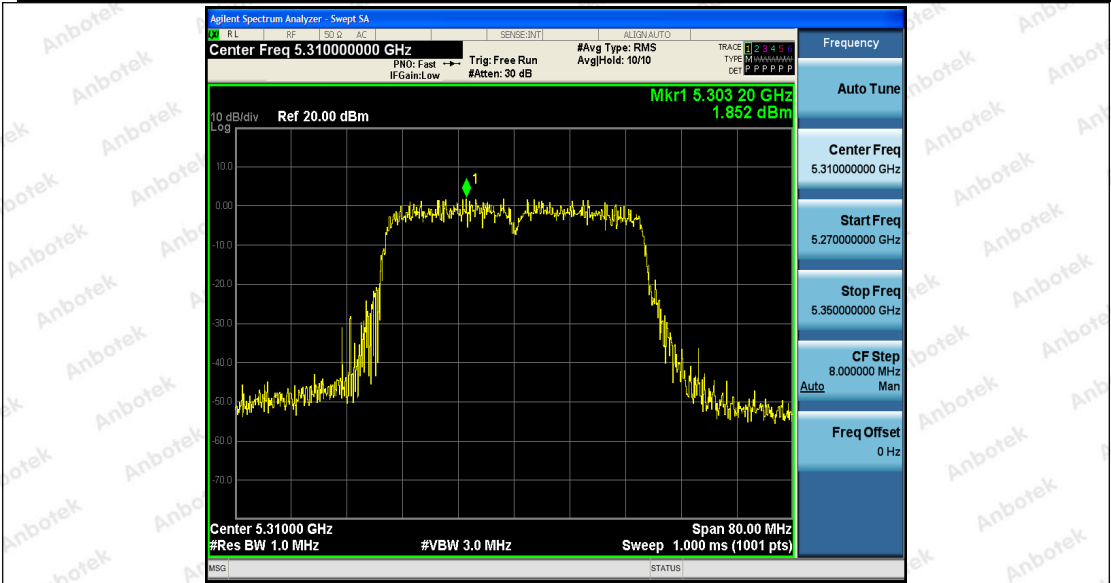 Agilent Spectrum Analyzer - Swept SA
RL RF 50 Ω AC SENSE:INT ALIGNAUTO
Center Freq 5.310000000 GHz
PNO: Fast
IFGain:Low
Trig: Free Run
#Atten: 30 dB
#Avg Type: RMS
Avg|Hold: 10/10
TRACE 1 2 3 4 5 6
TYPE M
DET P P P P P P
Mkr1 5.303 20 GHz
1.852 dBm
10 dB/div Ref 20.00 dBm
Log
10.0
0.00
-10.0
-20.0
-30.0
-40.0
-50.0
-60.0
-70.0
1
Center 5.31000 GHz
Span 80.00 MHz
#Res BW 1.0 MHz
#VBW 3.0 MHz
Sweep 1.000 ms (1001 pts)
MSG
STATUS
Frequency
Auto Tune
Center Freq
5.310000000 GHz
Start Freq
5.270000000 GHz
Stop Freq
5.350000000 GHz
CF Step
8.000000 MHz
Auto Man
Freq Offset
0 Hz
Anbotek